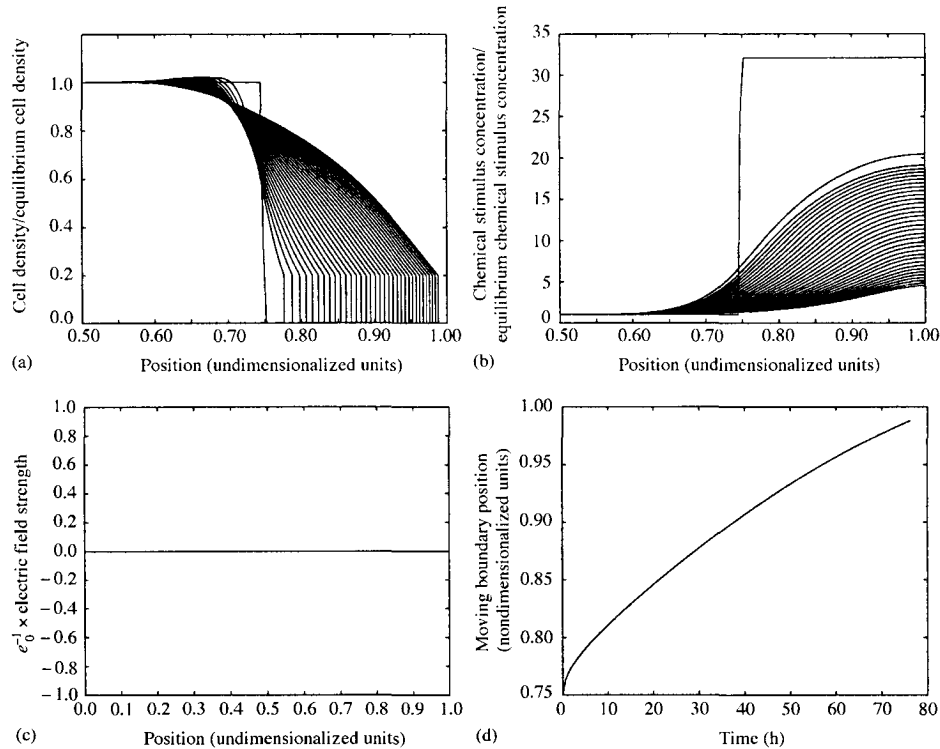 1.0
0.8
0.6
0.4
0.2
0.0
0.50 0.60 0.70 0.80 0.90 1.00
Cell density/equilibrium cell density
(a) Position (undimensionalized units)
35
30
25
20
15
10
5
0
0.50 0.60 0.70 0.80 0.90 1.00
Chemical stimulus concentration/
equilibrium chemical stimulus concentration
(b) Position (undimensionalized units)
1.0
0.8
0.6
0.4
0.2
0.0
−0.2
−0.4
−0.6
−0.8
−1.0
0.0 0.1 0.2 0.3 0.4 0.5 0.6 0.7 0.8 0.9 1.0
e₀⁻¹ × electric field strength
(c) Position (undimensionalized units)
1.00
0.95
0.90
0.85
0.80
0.75
0 10 20 30 40 50 60 70 80
Moving boundary position
(nondimensionalized units)
(d) Time (h)